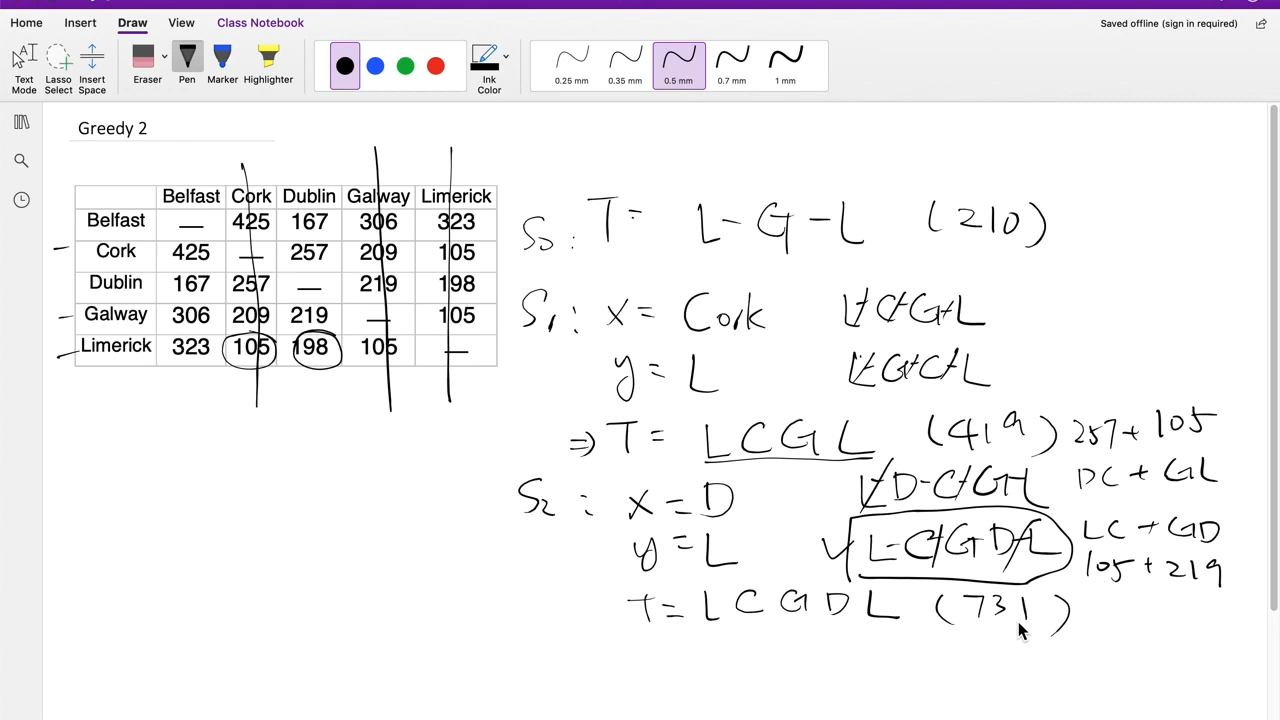 Home Insert Draw View Class Notebook Saved offline (sign in required)
Text Mode
Lasso Select
Insert Space
Eraser
Pen
Marker
Highlighter
Ink Color
0.25 mm
0.35 mm
0.5 mm
0.7 mm
1 mm
Greedy 2
Belfast Cork Dublin Galway Limerick
Belfast — 425 167 306 323
Cork 425 — 257 209 105
Dublin 167 257 — 219 198
Galway 306 209 219 — 105
Limerick 323 105 198 105 —
S0: T = L-G-L (210)
S1: x = Cork L-C-G-L
y = L L-G-C-L
⇒ T = L C G L (419) 257+105
L-D-C-G-L DC + GL
S2: x = D
y = L L-C-G D-L LC + GD
105+219
T = L C G D L (731)